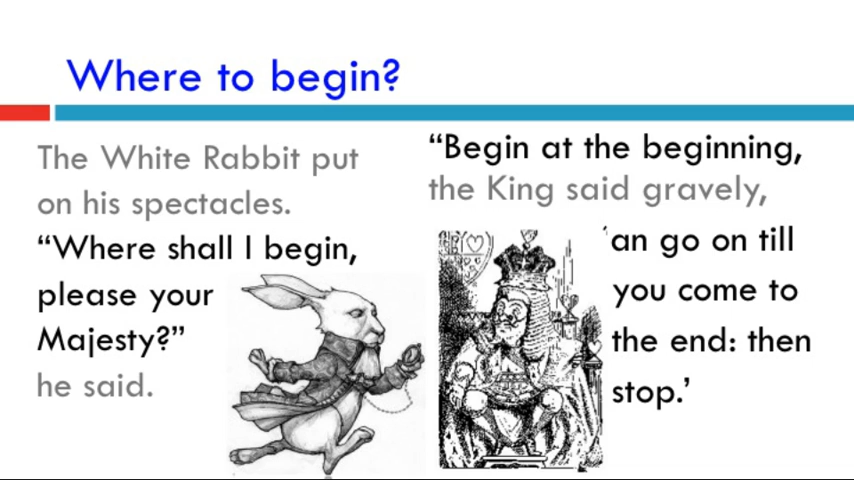 Where to begin?
The White Rabbit put
on his spectacles.
“Where shall I begin,
please your
Majesty?”
he said.
“Begin at the beginning,
the King said gravely,
‘an go on till
you come to
the end: then
stop.’